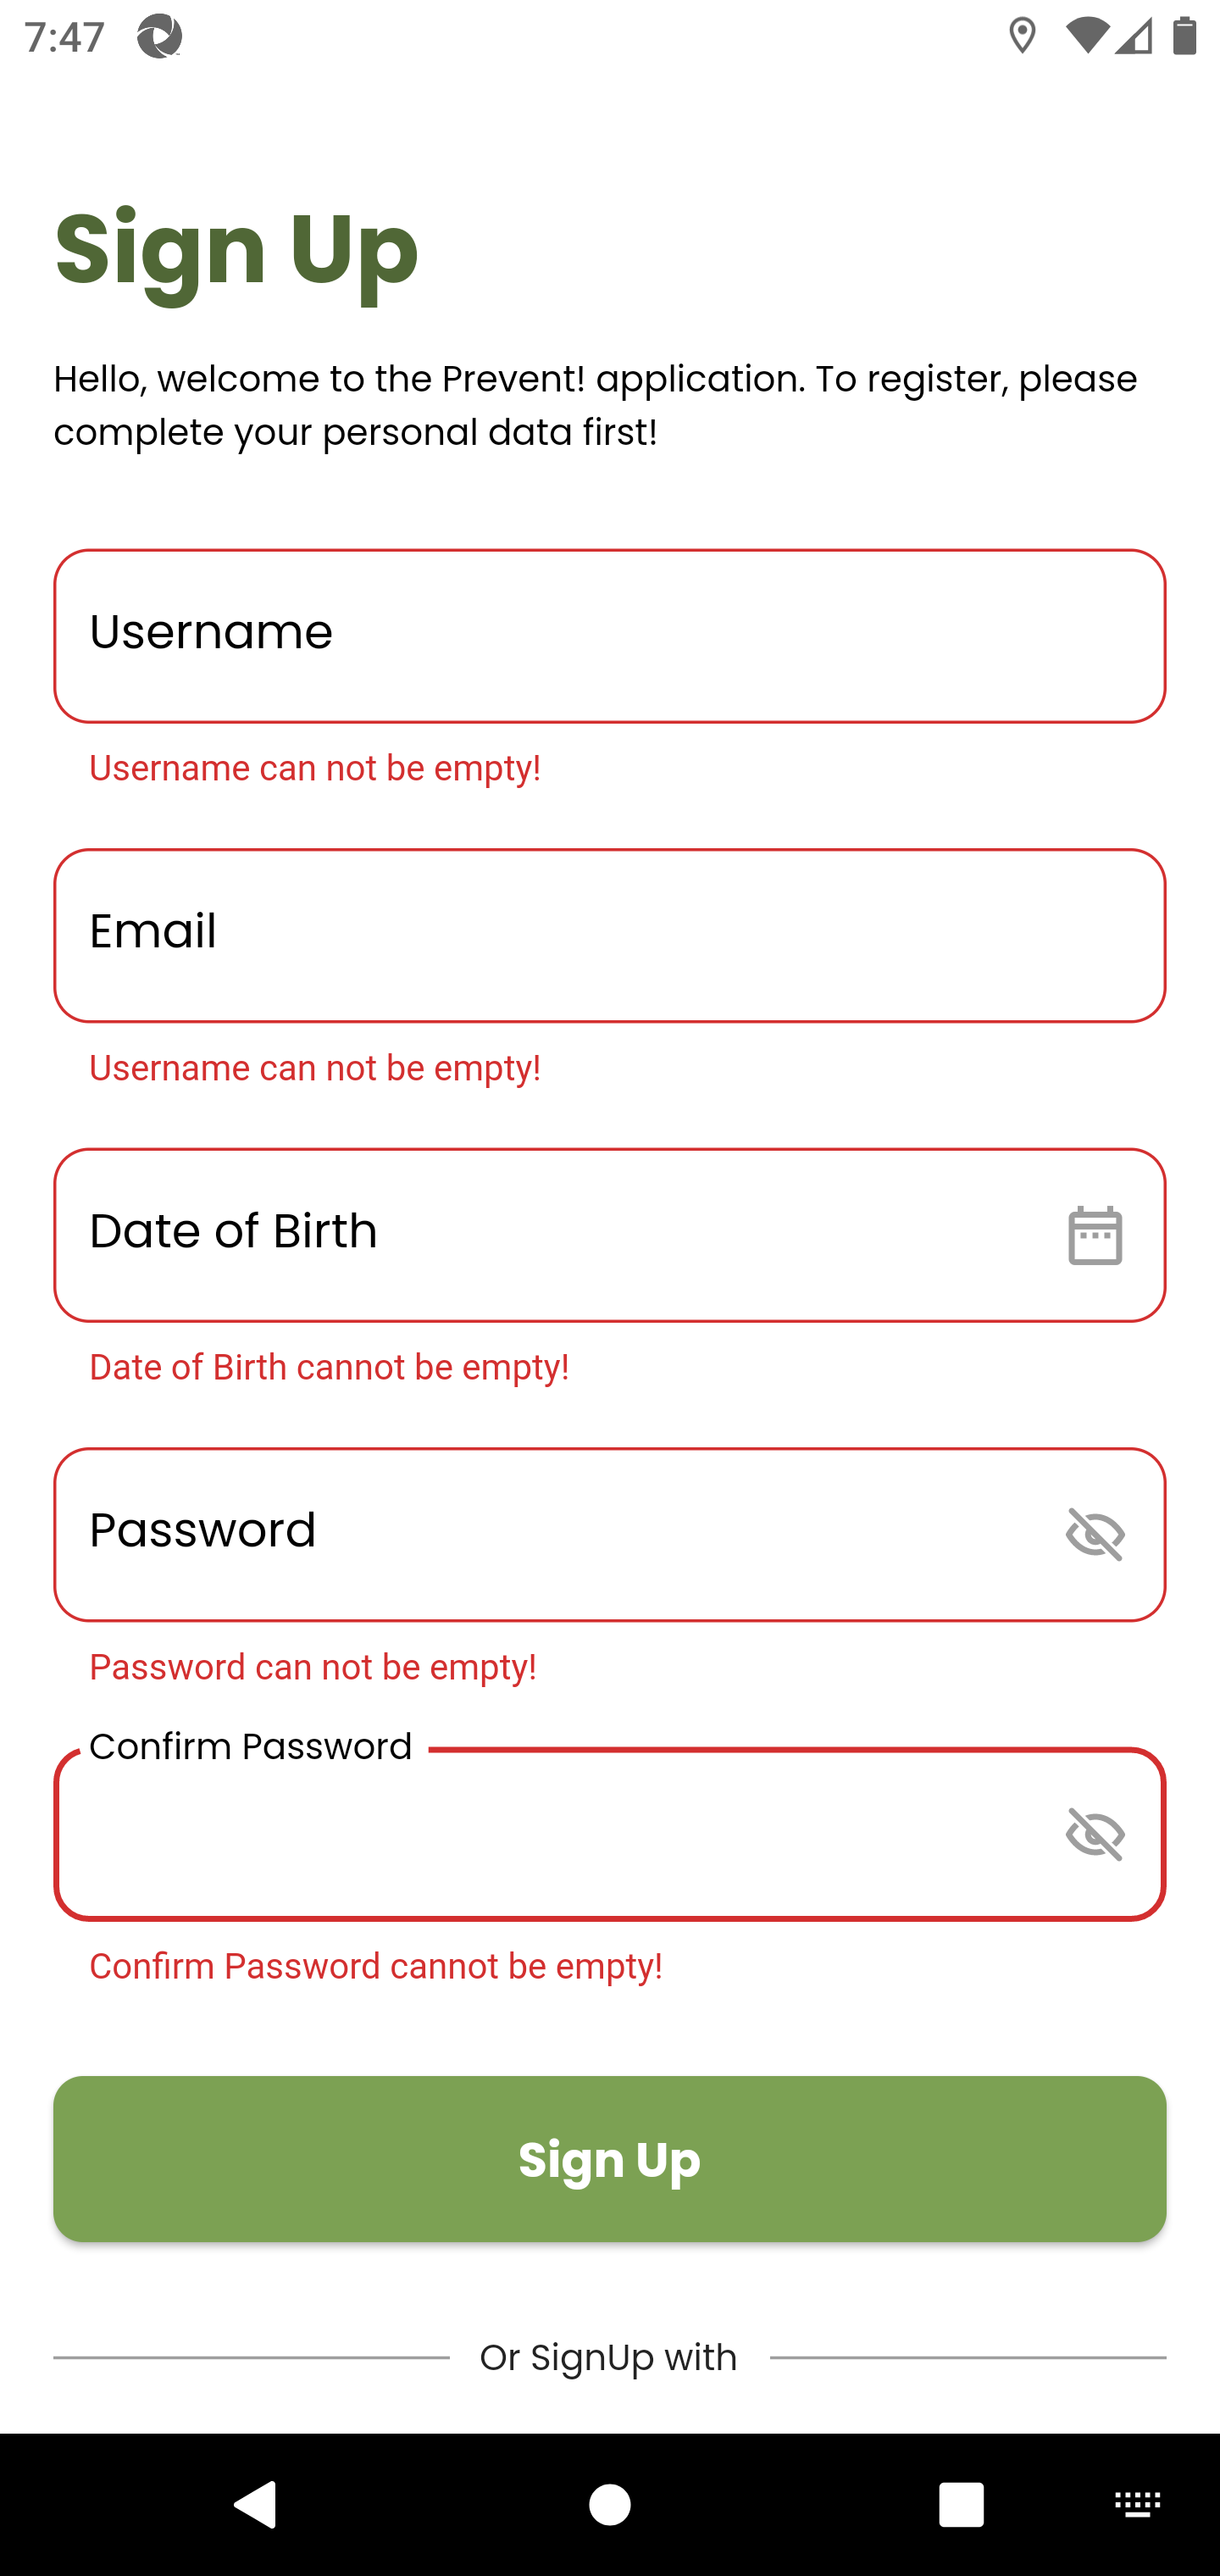 7:47
Sign Up
Hello, welcome to the Prevent! application. To register, please
complete your personal data first!
Username
Username can not be empty!
Email
Username can not be empty!
Date of Birth
Date of Birth cannot be empty!
Password
Password can not be empty!
Confirm Password
Confirm Password cannot be empty!
Sign Up
Or SignUp with